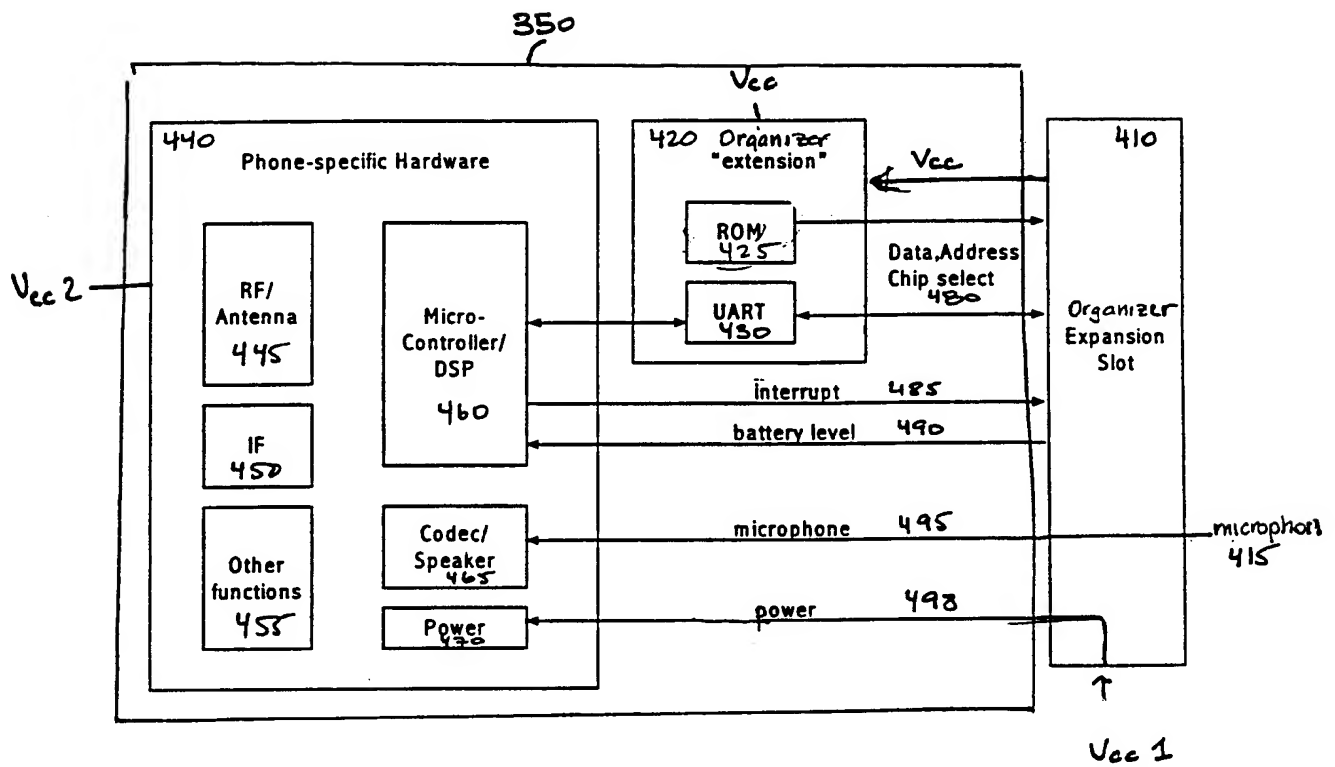 350
Vcc
440
Phone-specific Hardware
420 Organizer
"extension"
410
Vcc
ROM
425
Data,Address
Chip select
480
Vcc 2
RF/
Antenna
445
Micro-
Controller/
DSP
460
UART
430
Organizer
Expansion
Slot
interrupt 485
battery level 490
IF
450
Codec/
Speaker
465
microphone 495
microphone
415
Other
functions
455
Power
470
power 498
Vcc 1